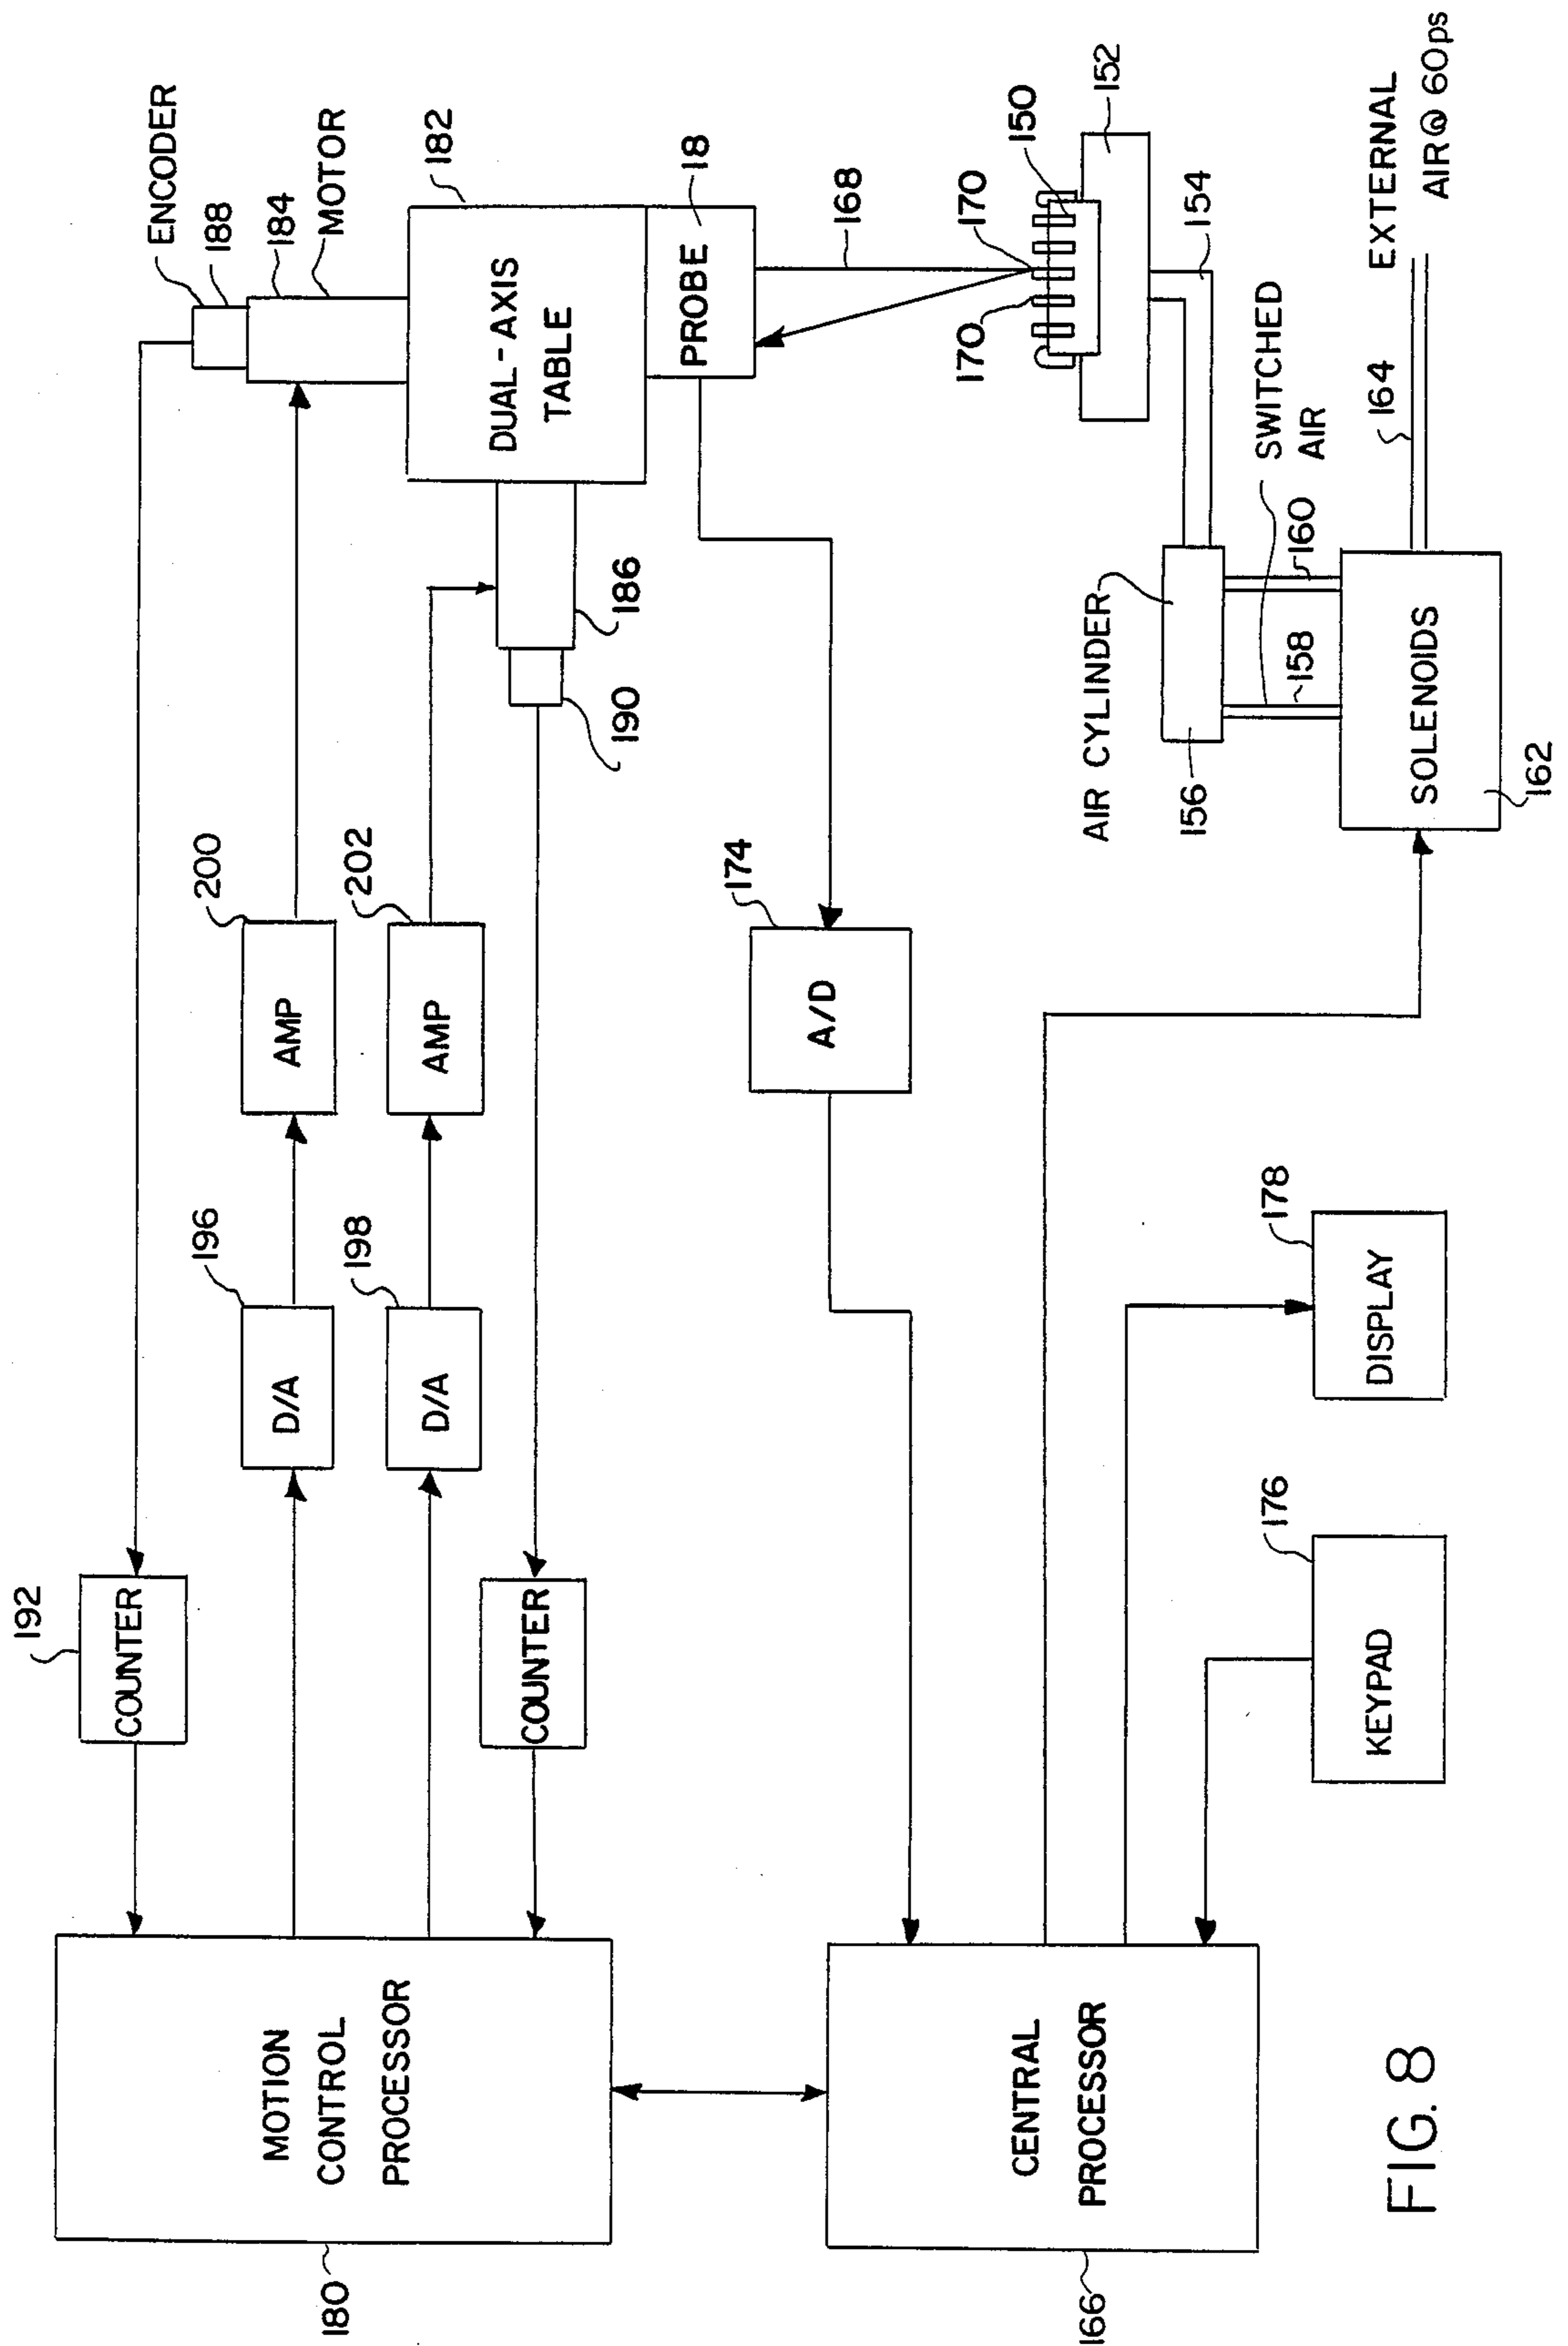 192
COUNTER
196
D/A
200
AMP
ENCODER
188
184
MOTOR
180
MOTION
CONTROL
PROCESSOR
198
D/A
202
AMP
COUNTER
190
186
DUAL-AXIS
TABLE
182
PROBE
18
168
174
A/D
166
CENTRAL
PROCESSOR
170
170
150
152
154
AIR CYLINDER
156
158
160
SWITCHED
AIR
SOLENOIDS
162
164
EXTERNAL
AIR@60ps
176
KEYPAD
178
DISPLAY
FIG. 8